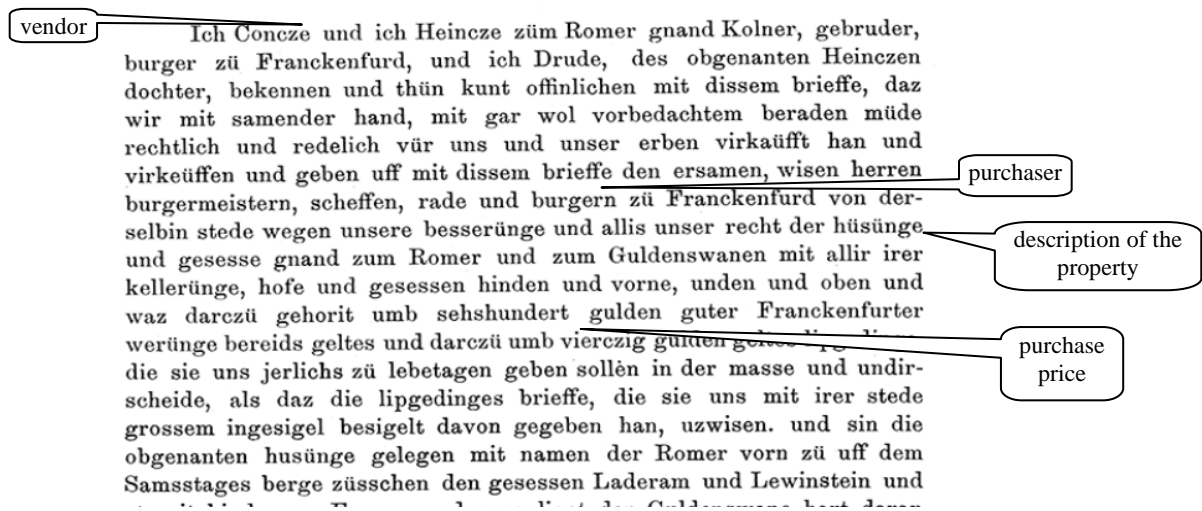 vendor
Ich Concze und ich Heincze züm Romer gnand Kolner, gebruder,
burger zü Franckenfurd, und ich Drude, des obgenanten Heinczen
dochter, bekennen und thün kunt offinlichen mit dissem brieffe, daz
wir mit samender hand, mit gar wol vorbedachtem beraden müde
rechtlich und redelich vür uns und unser erben virkaüfft han und
virkeüffen und geben uff mit dissem brieffe den ersamen, wisen herren
purchaser
burgermeistern, scheffen, rade und burgern zü Franckenfurd von der-
selbin stede wegen unsere besserünge und allis unser recht der hüsünge
description of the
property
und gesesse gnand zum Romer und zum Guldenswanen mit allir irer
kellerünge, hofe und gesessen hinden und vorne, unden und oben und
waz darczü gehorit umb sehshundert gulden guter Franckenfurter
werünge bereids geltes und darczü umb vierczig gulden geltes
purchase
price
die sie uns jerlichs zü lebetagen geben sollen in der masse und undir-
scheide, als daz die lipgedinges brieffe, die sie uns mit irer stede
grossem ingesigel besigelt davon gegeben han, uzwisen. und sin die
obgenanten husünge gelegen mit namen der Romer vorn zü uff dem
Samsstages berge züsschen den gesessen Laderam und Lewinstein und
der Guldenswane